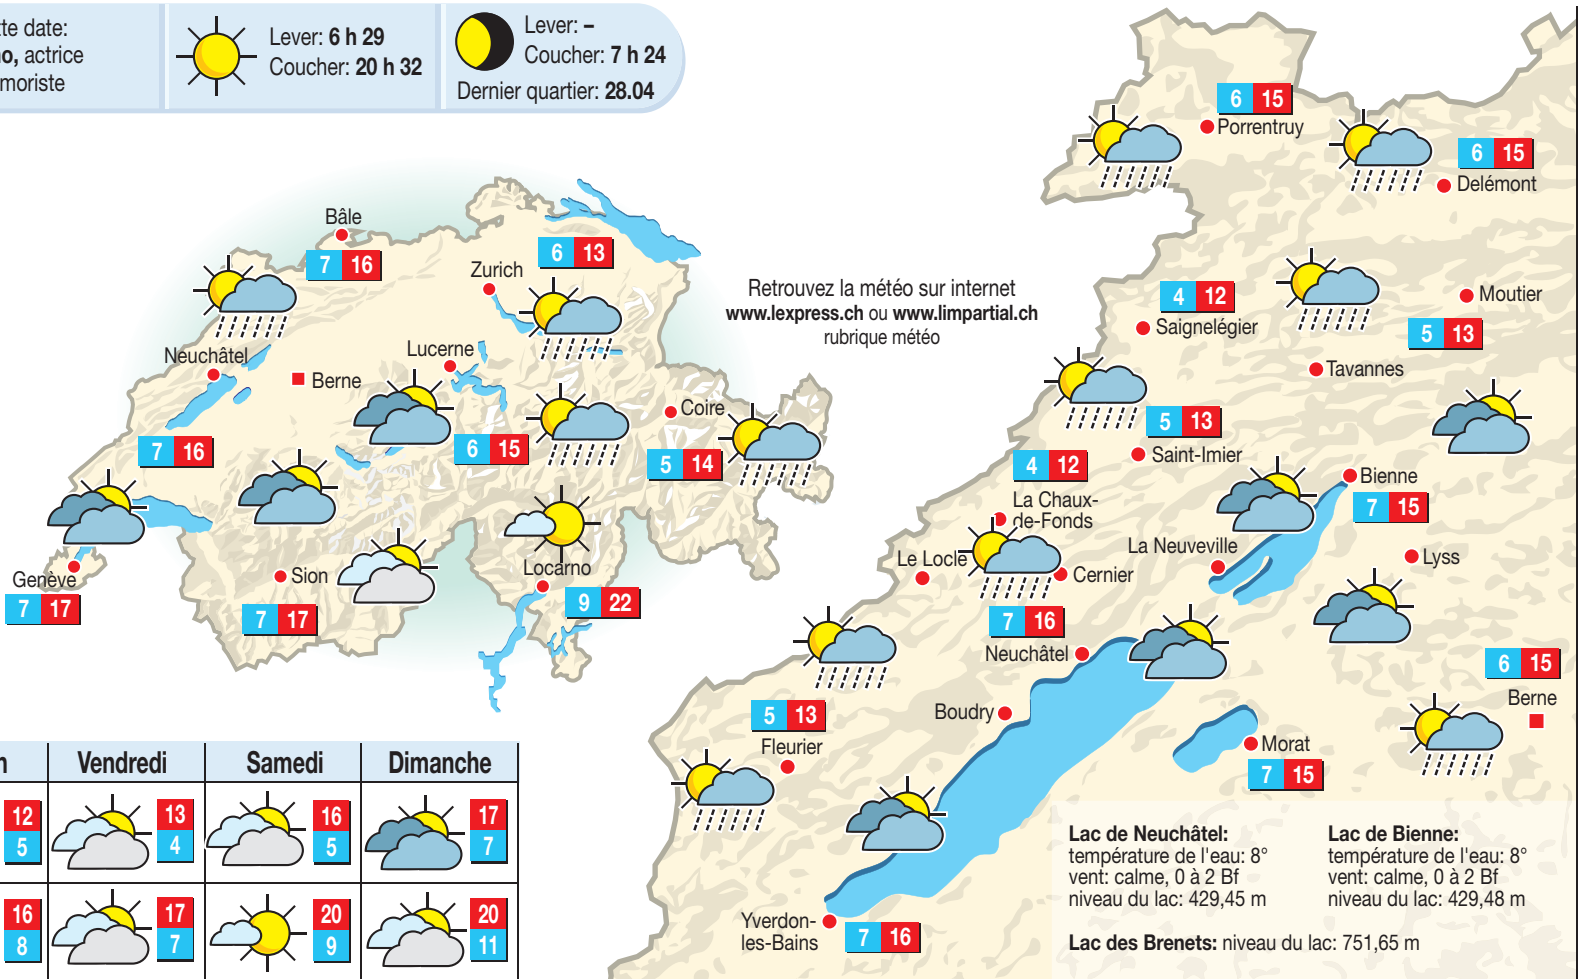 tte date:
no, actrice
moriste
Lever: 6 h 29
Coucher: 20 h 32
Lever: –
Coucher: 7 h 24
Dernier quartier: 28.04
Bâle
7 16
Zurich
6 13
Neuchâtel
Berne
Lucerne
7 16
6 15
Coire
5 14
Genève
7 17
Sion
7 17
Locarno
9 22
Retrouvez la météo sur internet
www.lexpress.ch ou www.limpartial.ch
rubrique météo
6 15
Porrentruy
6 15
Delémont
4 12
Saignelégier
Moutier
5 13
Tavannes
5 13
Saint-Imier
4 12
La Chaux-
de-Fonds
Bienne
7 15
La Neuveville
Lyss
Le Locle
Cernier
7 16
Neuchâtel
6 15
Berne
5 13
Fleurier
Boudry
Morat
7 15
Yverdon-
les-Bains
7 16
n
Vendredi
Samedi
Dimanche
12
5
13
4
16
5
17
7
16
8
17
7
20
9
20
11
Lac de Neuchâtel:
température de l'eau: 8°
vent: calme, 0 à 2 Bf
niveau du lac: 429,45 m
Lac de Bienne:
température de l'eau: 8°
vent: calme, 0 à 2 Bf
niveau du lac: 429,48 m
Lac des Brenets: niveau du lac: 751,65 m